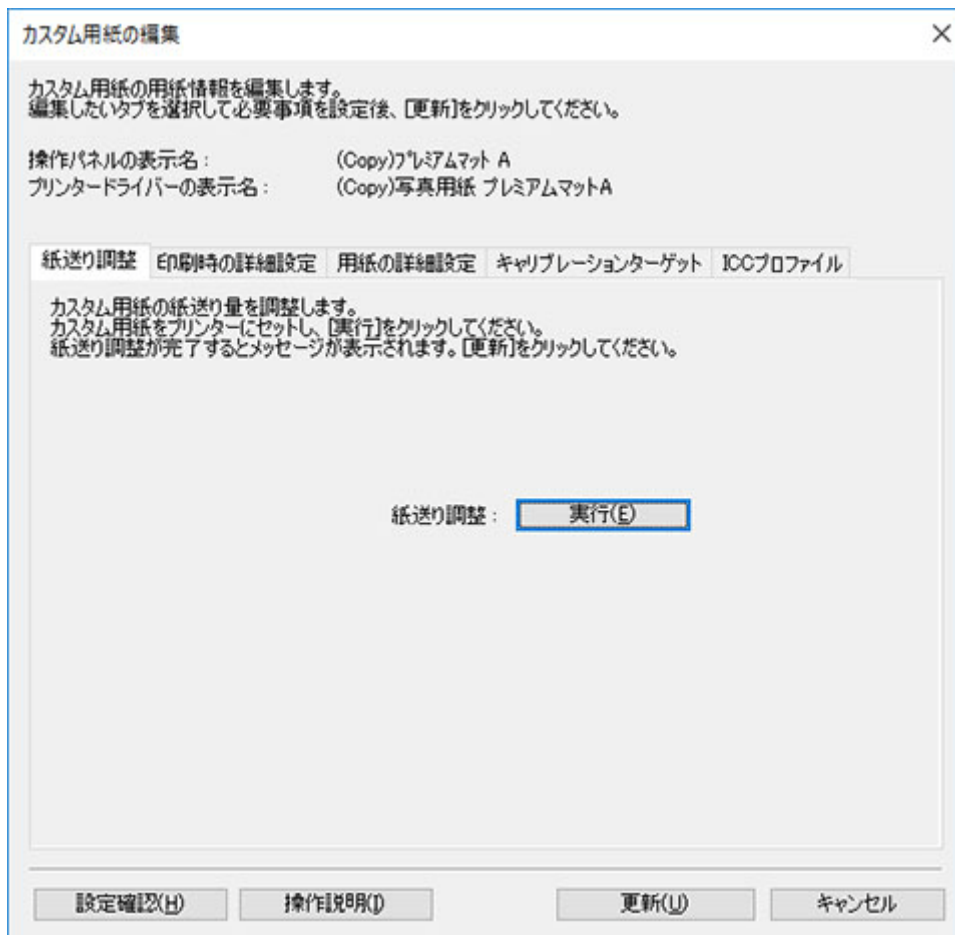 カスタム用紙の編集
カスタム用紙の用紙情報を編集します。
編集したいタブを選択して必要事項を設定後、[更新]をクリックしてください。
操作パネルの表示名： (Copy)ﾌﾟﾚﾐｱﾑﾏｯﾄ A
プリンタードライバーの表示名： (Copy)写真用紙 プレミアムマットA
紙送り調整 印刷時の詳細設定 用紙の詳細設定 キャリブレーションターゲット ICCプロファイル
カスタム用紙の紙送り量を調整します。
カスタム用紙をプリンターにセットし、[実行]をクリックしてください。
紙送り調整が完了するとメッセージが表示されます。[更新]をクリックしてください。
紙送り調整： 実行(E)
設定確認(H) 操作説明(I) 更新(U) キャンセル